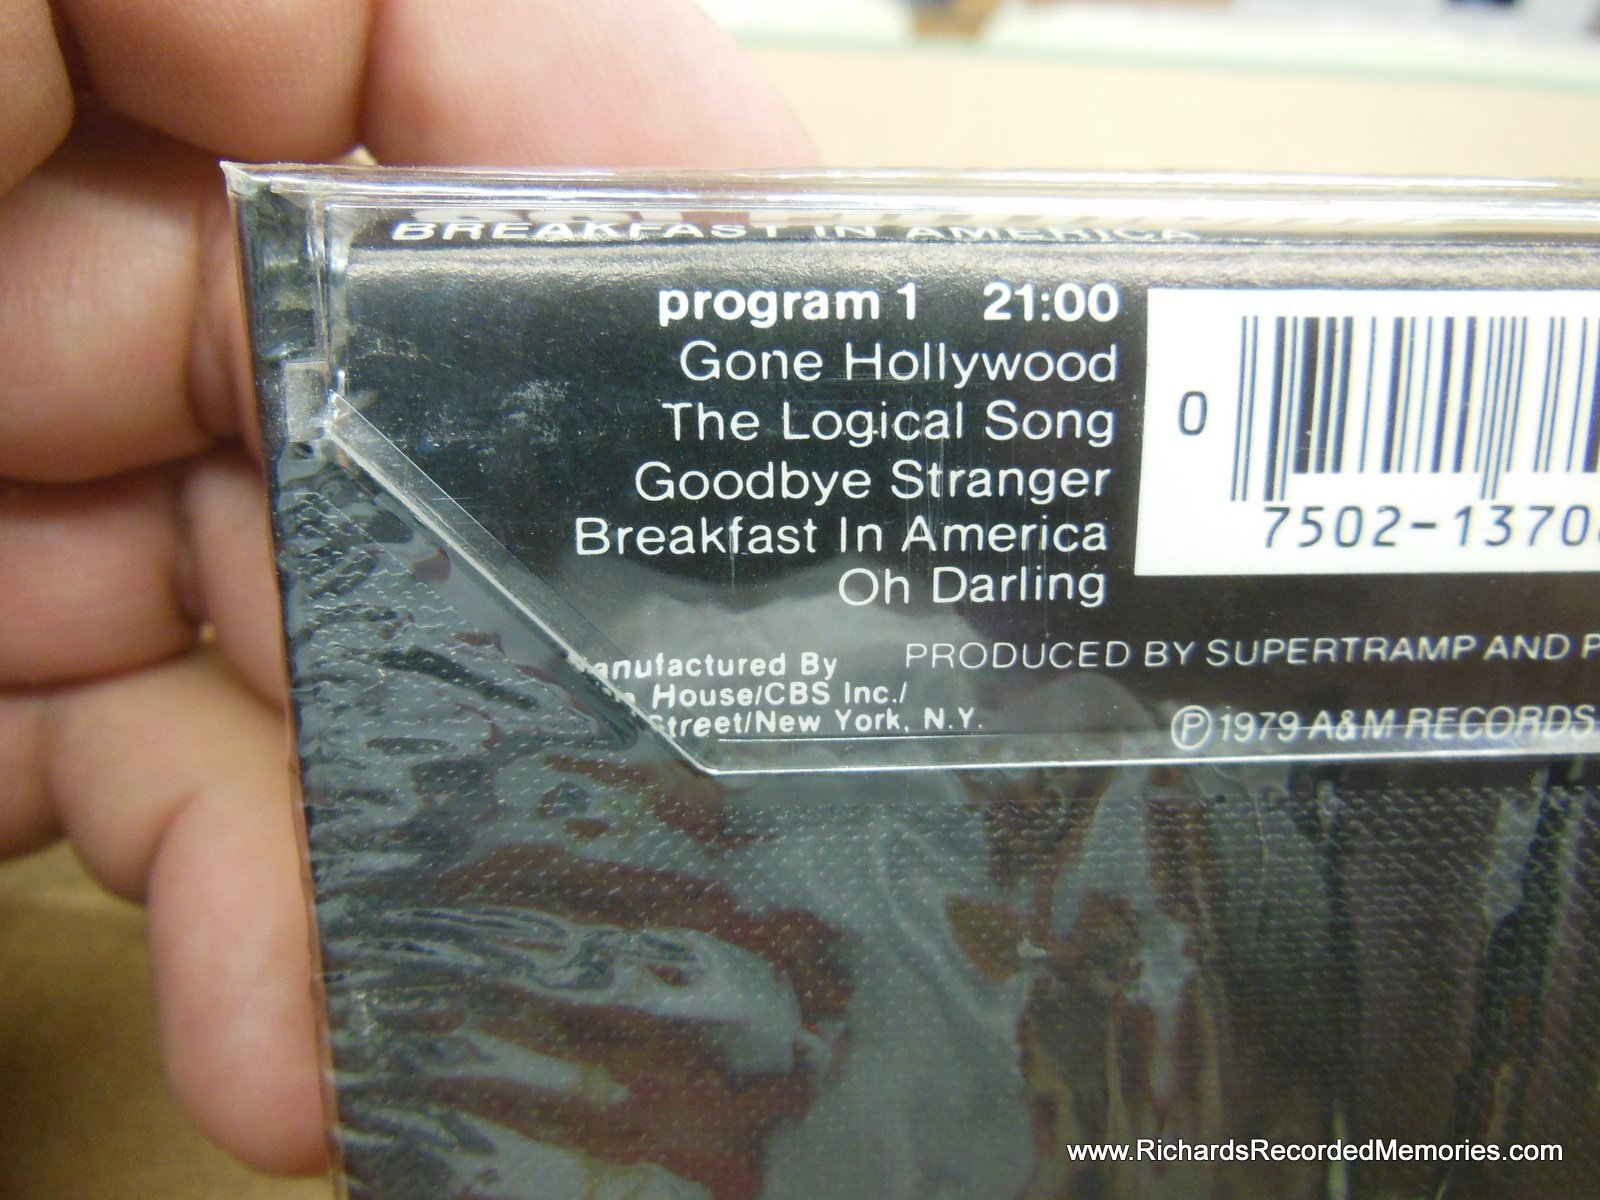 BREAKFAST IN AMERICA
program 1 21:00
Gone Hollywood
The Logical Song
Goodbye Stranger
Breakfast In America
Oh Darling
0
7502-1370
anufactured By
House/CBS Inc./
Street/New York, N.Y.
PRODUCED BY SUPERTRAMP AND P
Ⓟ 1979 A&M RECORDS
www.RichardsRecordedMemories.com